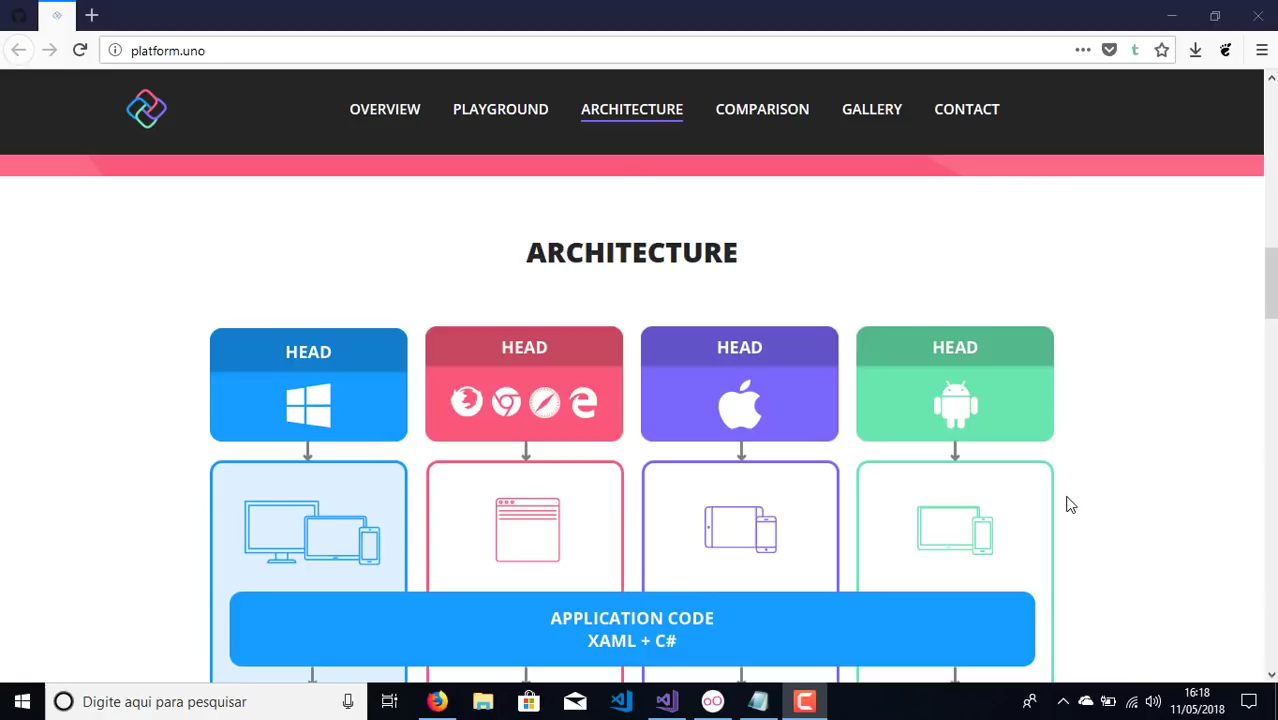 platform.uno
OVERVIEW PLAYGROUND ARCHITECTURE COMPARISON GALLERY CONTACT
ARCHITECTURE
HEAD HEAD HEAD HEAD
APPLICATION CODE
XAML + C#
Digite aqui para pesquisar
16:18
11/05/2018